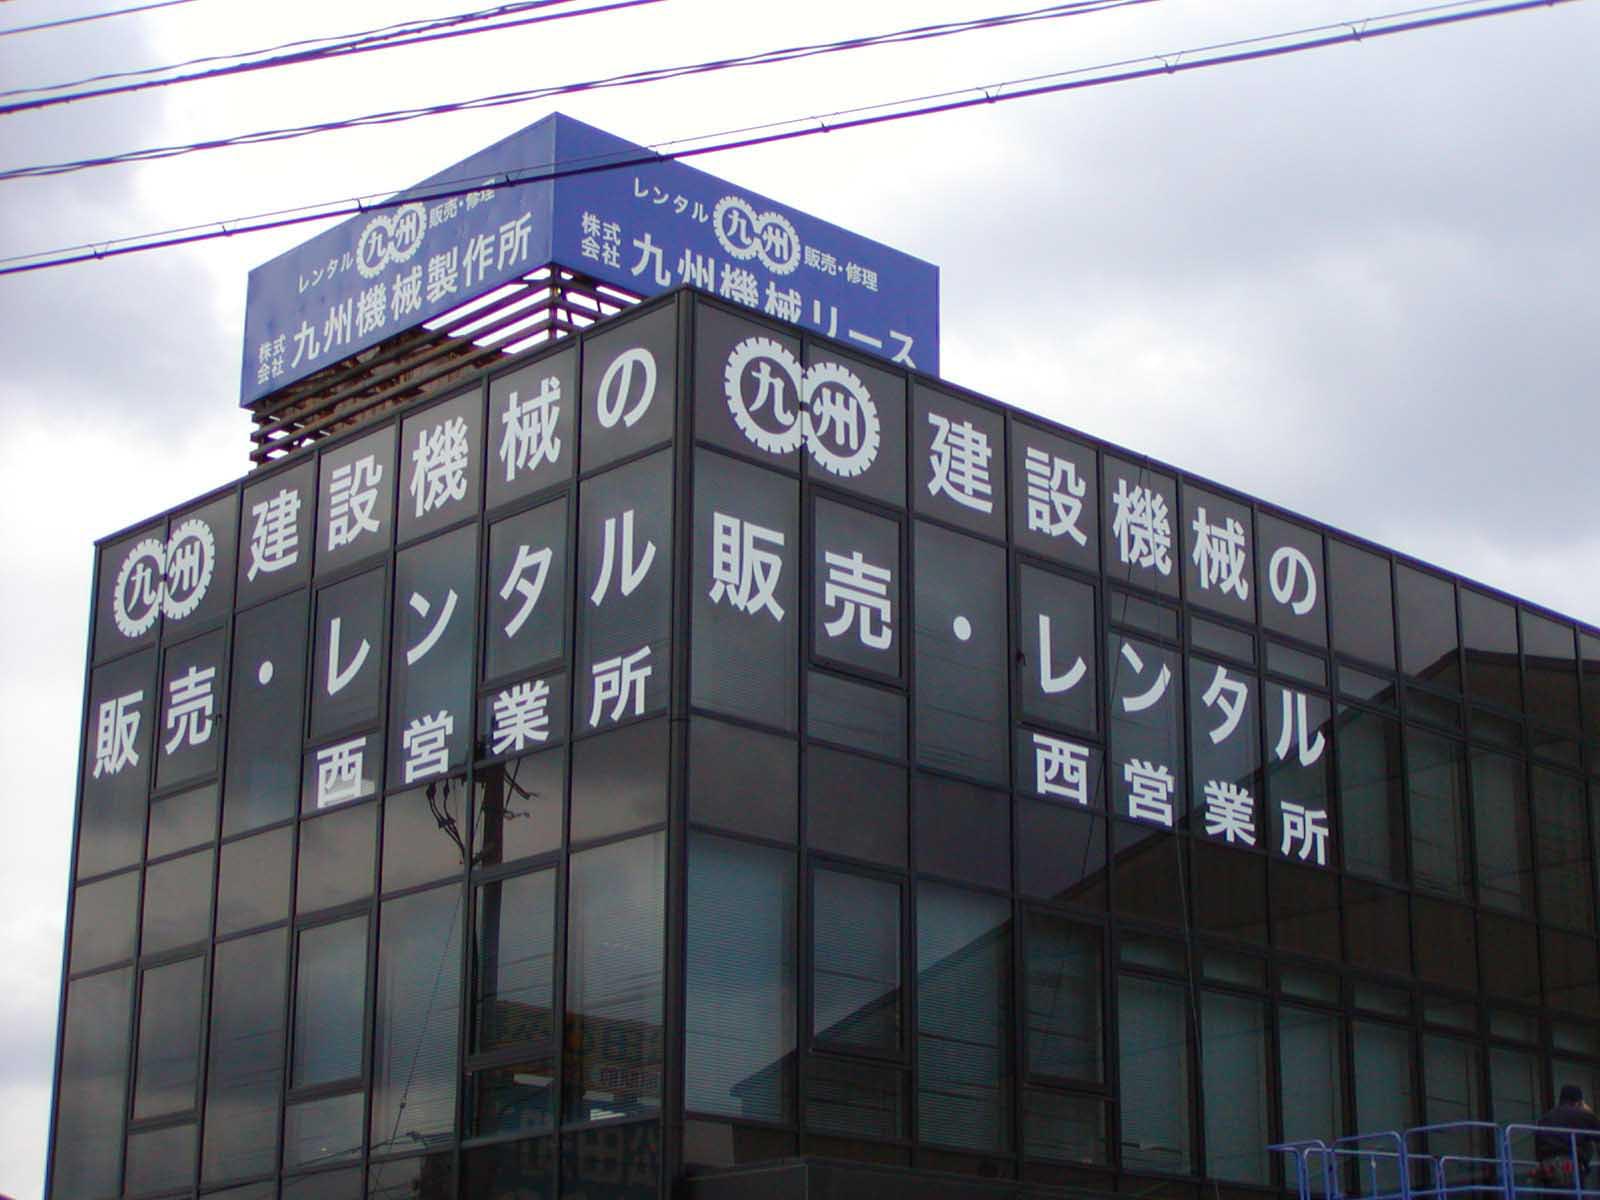 レンタル 九州 販売・修理
株式会社 九州機械製作所
レンタル 九州 販売・修理
株式会社 九州機械リース
九州 建設機械の
販売・レンタル
西営業所
九州 建設機械の
販売・レンタル
西営業所